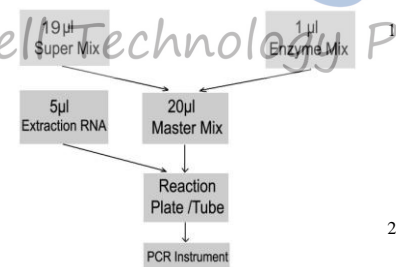 19μl
Super Mix
1 μl
Enzyme Mix
1
ell Technology P
5μl
Extraction RNA
20μl
Master Mix
Reaction
Plate /Tube
2
PCR Instrument